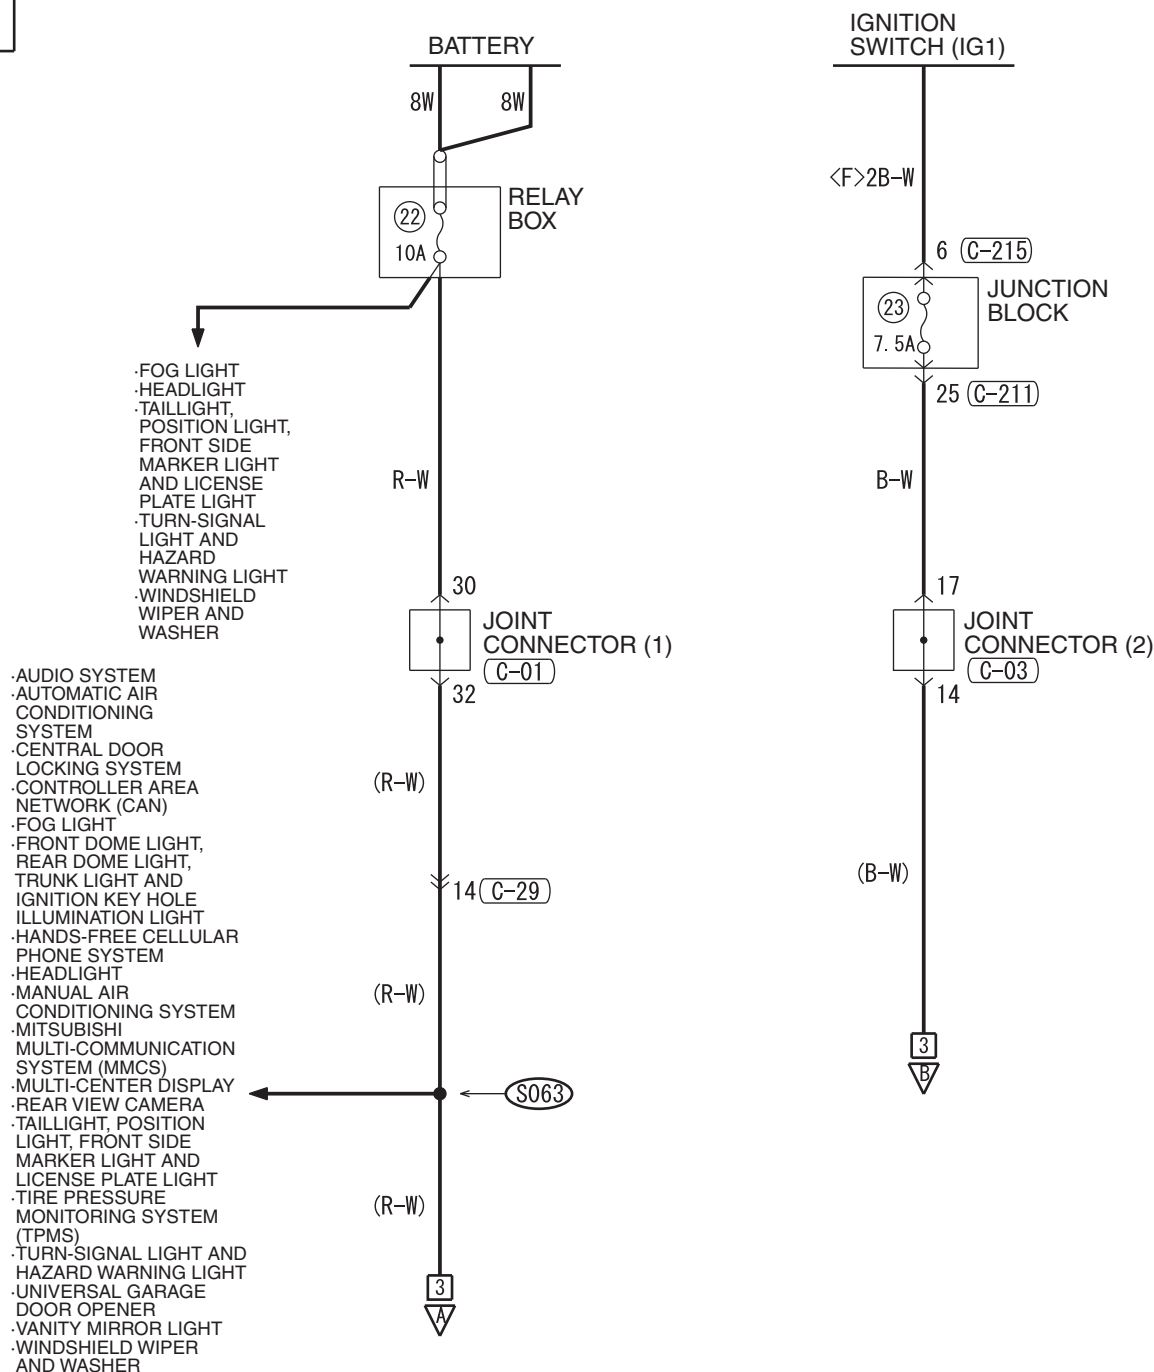 BATTERY
8W
8W
22
10A
RELAY
BOX
·FOG LIGHT
·HEADLIGHT
·TAILLIGHT,
POSITION LIGHT,
FRONT SIDE
MARKER LIGHT
AND LICENSE
PLATE LIGHT
·TURN-SIGNAL
LIGHT AND
HAZARD
WARNING LIGHT
·WINDSHIELD
WIPER AND
WASHER
R-W
30
JOINT
CONNECTOR (1)
C-01
32
(R-W)
14 C-29
(R-W)
·AUDIO SYSTEM
·AUTOMATIC AIR
CONDITIONING
SYSTEM
·CENTRAL DOOR
LOCKING SYSTEM
·CONTROLLER AREA
NETWORK (CAN)
·FOG LIGHT
·FRONT DOME LIGHT,
REAR DOME LIGHT,
TRUNK LIGHT AND
IGNITION KEY HOLE
ILLUMINATION LIGHT
·HANDS-FREE CELLULAR
PHONE SYSTEM
·HEADLIGHT
·MANUAL AIR
CONDITIONING SYSTEM
·MITSUBISHI
MULTI-COMMUNICATION
SYSTEM (MMCS)
·MULTI-CENTER DISPLAY
·REAR VIEW CAMERA
·TAILLIGHT, POSITION
LIGHT, FRONT SIDE
MARKER LIGHT AND
LICENSE PLATE LIGHT
·TIRE PRESSURE
MONITORING SYSTEM
(TPMS)
·TURN-SIGNAL LIGHT AND
HAZARD WARNING LIGHT
·UNIVERSAL GARAGE
DOOR OPENER
·VANITY MIRROR LIGHT
·WINDSHIELD WIPER
AND WASHER
S063
(R-W)
3
A
IGNITION
SWITCH (IG1)
<F>2B-W
6 C-215
23
7.5A
JUNCTION
BLOCK
25 C-211
B-W
17
JOINT
CONNECTOR (2)
C-03
14
(B-W)
3
B